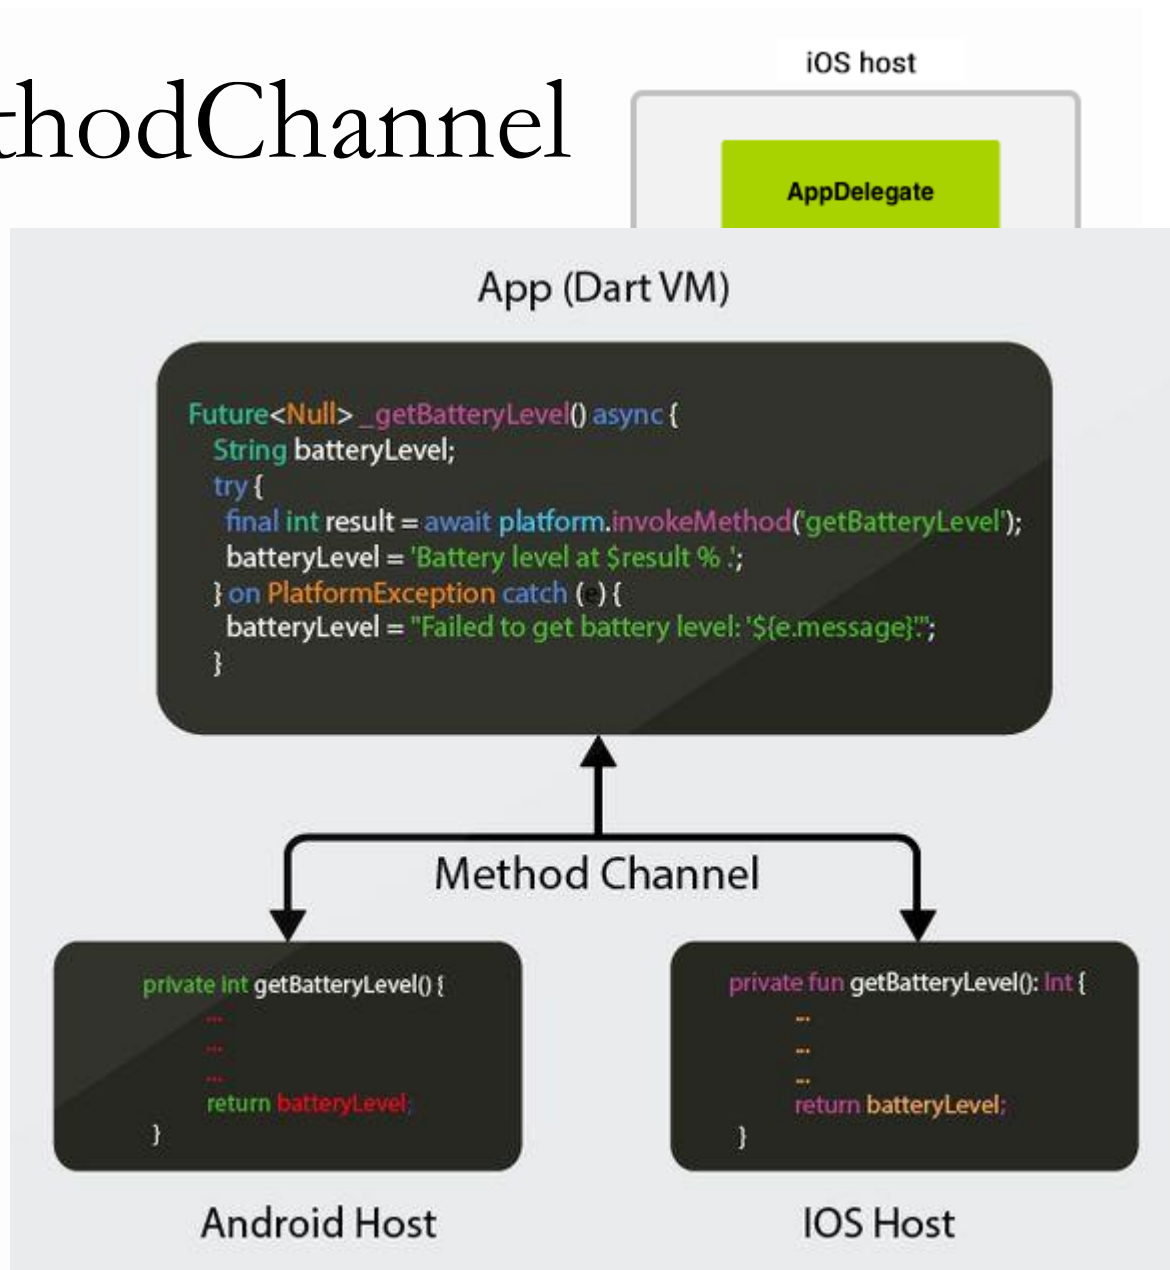 thodChannel
iOS host
AppDelegate
App (Dart VM)
Future<Null> _getBatteryLevel() async {
String batteryLevel;
try {
final int result = await platform.invokeMethod('getBatteryLevel');
batteryLevel = 'Battery level at $result % .';
} on PlatformException catch (e) {
batteryLevel = "Failed to get battery level: '${e.message}'.";
}
Method Channel
private int getBatteryLevel() {
...
...
...
return batteryLevel;
}
private fun getBatteryLevel(): Int {
...
...
...
return batteryLevel;
}
Android Host
IOS Host